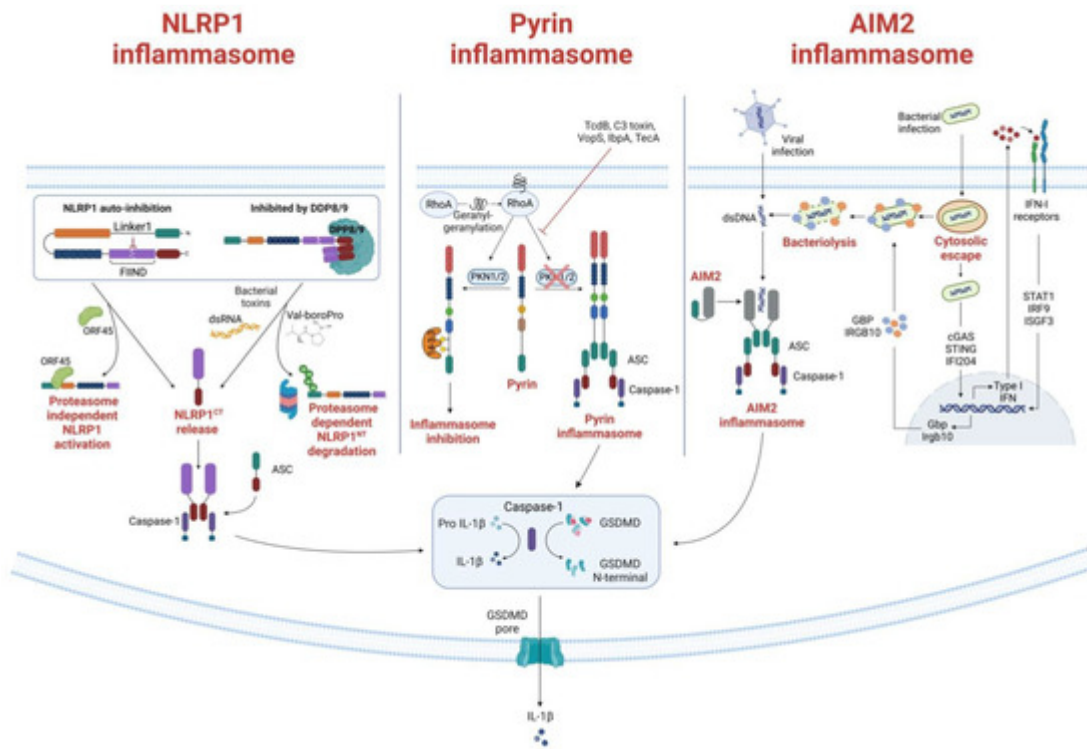 NLRP1
inflammasome
Pyrin
inflammasome
AIM2
inflammasome
NLRP1 auto-inhibition
Linker1
N
C
FIIND
Inhibited by DDP8/9
DPP8/9
ORF45
ORF45
Proteasome
independent
NLRP1
activation
Bacterial
toxins
dsRNA
Val-boroPro
NLRP1CT
release
Proteasome
dependent
NLRP1NT
degradation
ASC
Caspase-1
TcdB, C3 toxin,
VopS, IbpA, TecA
RhoA
Geranyl-
geranylation
RhoA
PKN1/2
PKN1/2
Pyrin
Inflammasome
inhibition
ASC
Caspase-1
Pyrin
inflammasome
Viral
infection
dsDNA
AIM2
ASC
Caspase-1
AIM2
inflammasome
Bacterial
infection
Bacteriolysis
Cytosolic
escape
IFN-I
receptors
GBP
IRGB10
cGAS
STING
IFI204
STAT1
IRF9
ISGF3
Type I
IFN
Gbp
Irgb10
Caspase-1
Pro IL-1β
IL-1β
GSDMD
GSDMD
N-terminal
GSDMD
pore
IL-1β